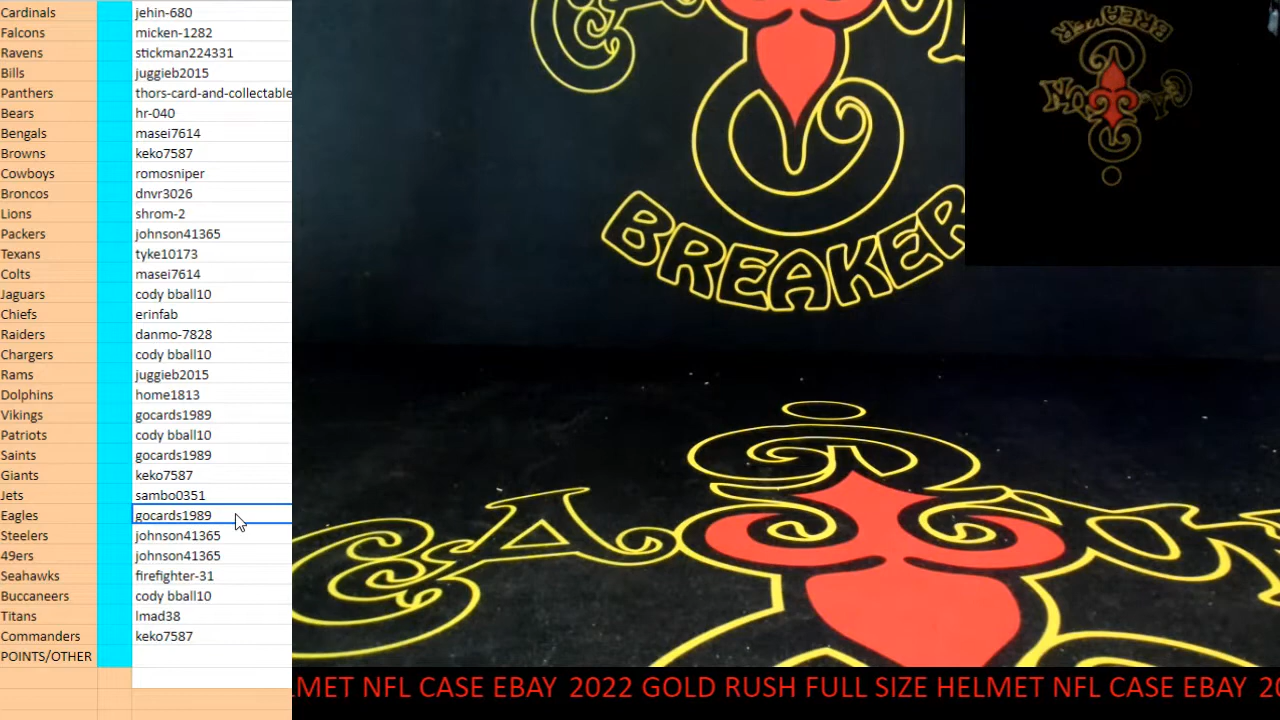 Cardinals jehin-680
Falcons micken-1282
Ravens stickman224331
Bills juggieb2015
Panthers thors-card-and-collectable
Bears hr-040
Bengals masei7614
Browns keko7587
Cowboys romosniper
Broncos dnvr3026
Lions shrom-2
Packers johnson41365
Texans tyke10173
Colts masei7614
Jaguars cody bball10
Chiefs erinfab
Raiders danmo-7828
Chargers cody bball10
Rams juggieb2015
Dolphins home1813
Vikings gocards1989
Patriots cody bball10
Saints gocards1989
Giants keko7587
Jets sambo0351
Eagles gocards1989
Steelers johnson41365
49ers johnson41365
Seahawks firefighter-31
Buccaneers cody bball10
Titans lmad38
Commanders keko7587
POINTS/OTHER
BREAKER
BREAKER
LMET NFL CASE EBAY 2022 GOLD RUSH FULL SIZE HELMET NFL CASE EBAY 20